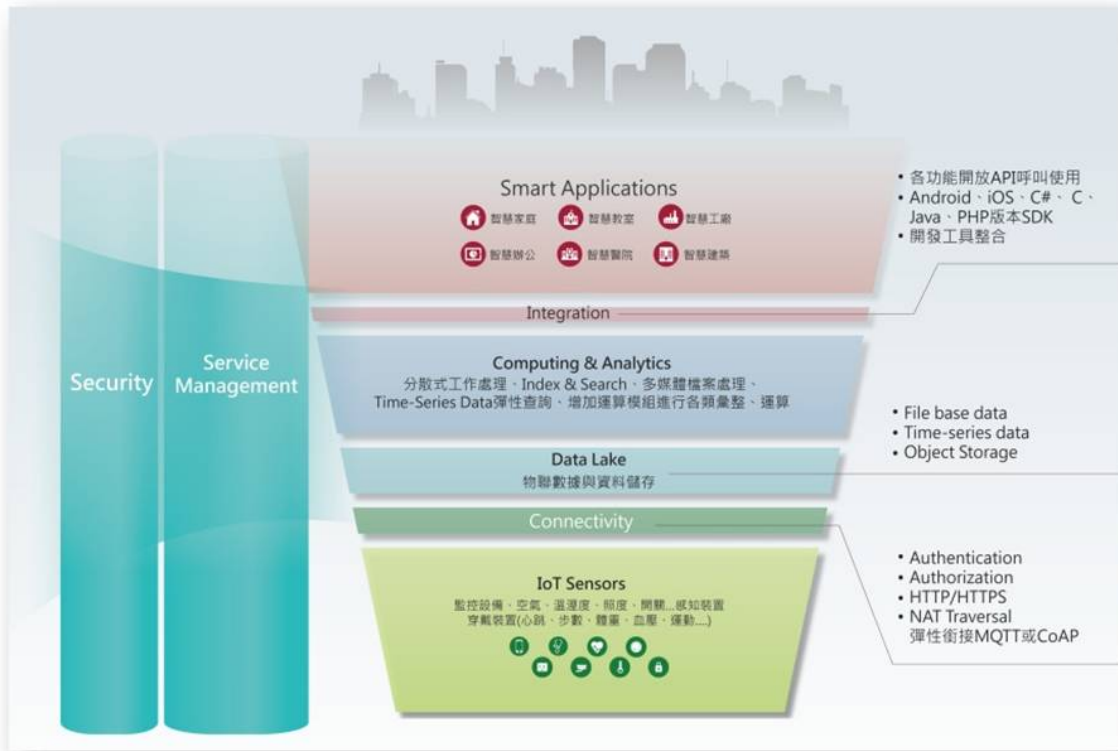 Smart Applications
智慧家庭
智慧教室
智慧工廠
智慧辦公
智慧醫院
智慧建築
• 各功能開放API呼叫使用
• Android、iOS、C#、C、
Java、PHP版本SDK
• 開發工具整合
Integration
Security
Service
Management
Computing & Analytics
分散式工作處理、Index & Search、多媒體檔案處理、
Time-Series Data彈性查詢、增加運算模組進行各類彙整、運算
• File base data
• Time-series data
• Object Storage
Data Lake
物聯數據與資料儲存
Connectivity
• Authentication
• Authorization
• HTTP/HTTPS
• NAT Traversal
彈性銜接MQTT或CoAP
IoT Sensors
監控設備、空氣、溫溼度、照度、開關...感知裝置
穿戴裝置(心跳、步數、體重、血壓、運動....)